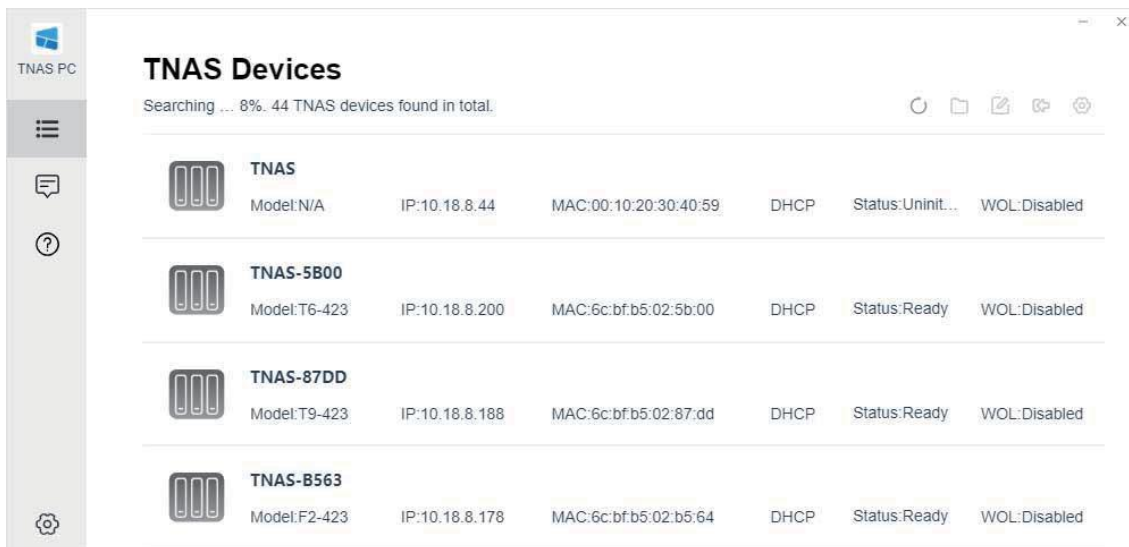 TNAS PC
TNAS Devices
Searching ... 8%. 44 TNAS devices found in total.
TNAS
Model:N/A IP:10.18.8.44 MAC:00:10:20:30:40:59 DHCP Status:Uninit... WOL:Disabled
TNAS-5B00
Model:T6-423 IP:10.18.8.200 MAC:6c:bf:b5:02:5b:00 DHCP Status:Ready WOL:Disabled
TNAS-87DD
Model:T9-423 IP:10.18.8.188 MAC:6c:bf:b5:02:87:dd DHCP Status:Ready WOL:Disabled
TNAS-B563
Model:F2-423 IP:10.18.8.178 MAC:6c:bf:b5:02:b5:64 DHCP Status:Ready WOL:Disabled